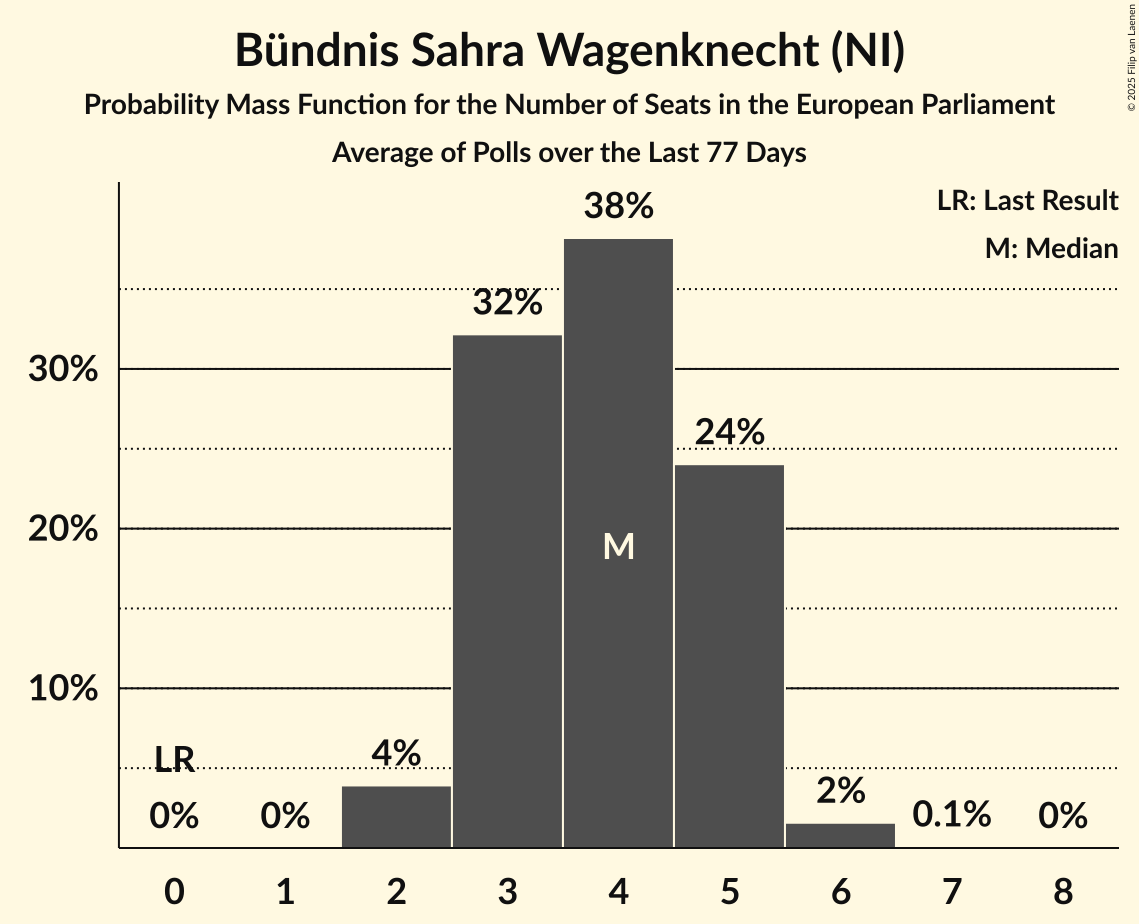 Bündnis Sahra Wagenknecht (NI)
Probability Mass Function for the Number of Seats in the European Parliament
Average of Polls over the Last 77 Days
© 2025 Filip van Laenen
LR: Last Result
M: Median
38%
32%
30%
24%
20%
M
10%
LR
4%
2%
0%
0%
0.1%
0%
0 1 2 3 4 5 6 7 8